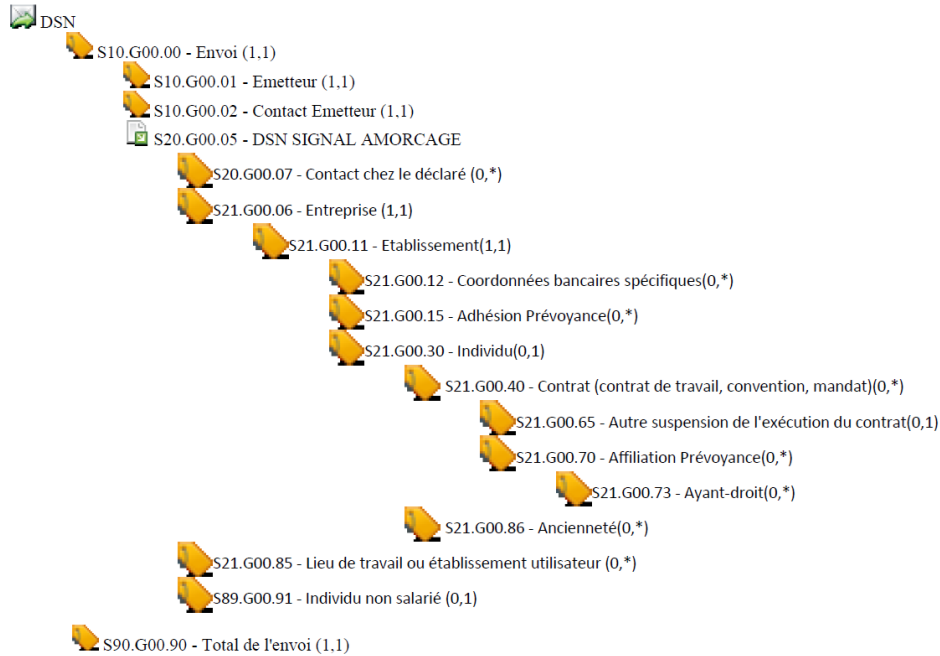 DSN
S10.G00.00 - Envoi (1,1)
S10.G00.01 - Emetteur (1,1)
S10.G00.02 - Contact Emetteur (1,1)
S20.G00.05 - DSN SIGNAL AMORCAGE
S20.G00.07 - Contact chez le déclaré (0,*)
S21.G00.06 - Entreprise (1,1)
S21.G00.11 - Etablissement(1,1)
S21.G00.12 - Coordonnées bancaires spécifiques(0,*)
S21.G00.15 - Adhésion Prévoyance(0,*)
S21.G00.30 - Individu(0,1)
S21.G00.40 - Contrat (contrat de travail, convention, mandat)(0,*)
S21.G00.65 - Autre suspension de l'exécution du contrat(0,1)
S21.G00.70 - Affiliation Prévoyance(0,*)
S21.G00.73 - Ayant-droit(0,*)
S21.G00.86 - Ancienneté(0,*)
S21.G00.85 - Lieu de travail ou établissement utilisateur (0,*)
S89.G00.91 - Individu non salarié (0,1)
S90.G00.90 - Total de l'envoi (1,1)